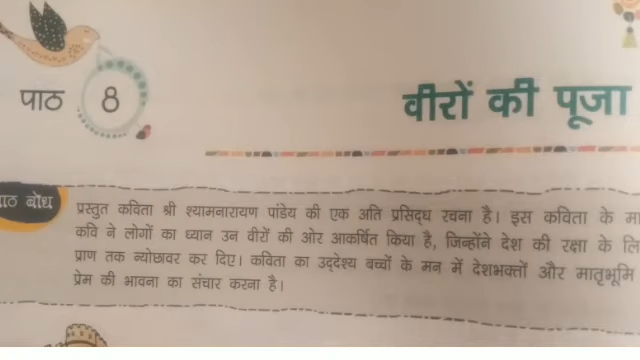 पाठ 8
वीरों की पूजा
पाठ बोध
प्रस्तुत कविता श्री श्यामनारायण पांडेय की एक अति प्रसिद्ध रचना है। इस कविता के
कवि ने लोगों का ध्यान उन वीरों की ओर आकर्षित किया है, जिन्होंने देश की रक्षा के
प्राण तक न्योछावर कर दिए। कविता का उद्देश्य बच्चों के मन में देशभक्तों और मातृभूमि
प्रेम की भावना का संचार करना है।